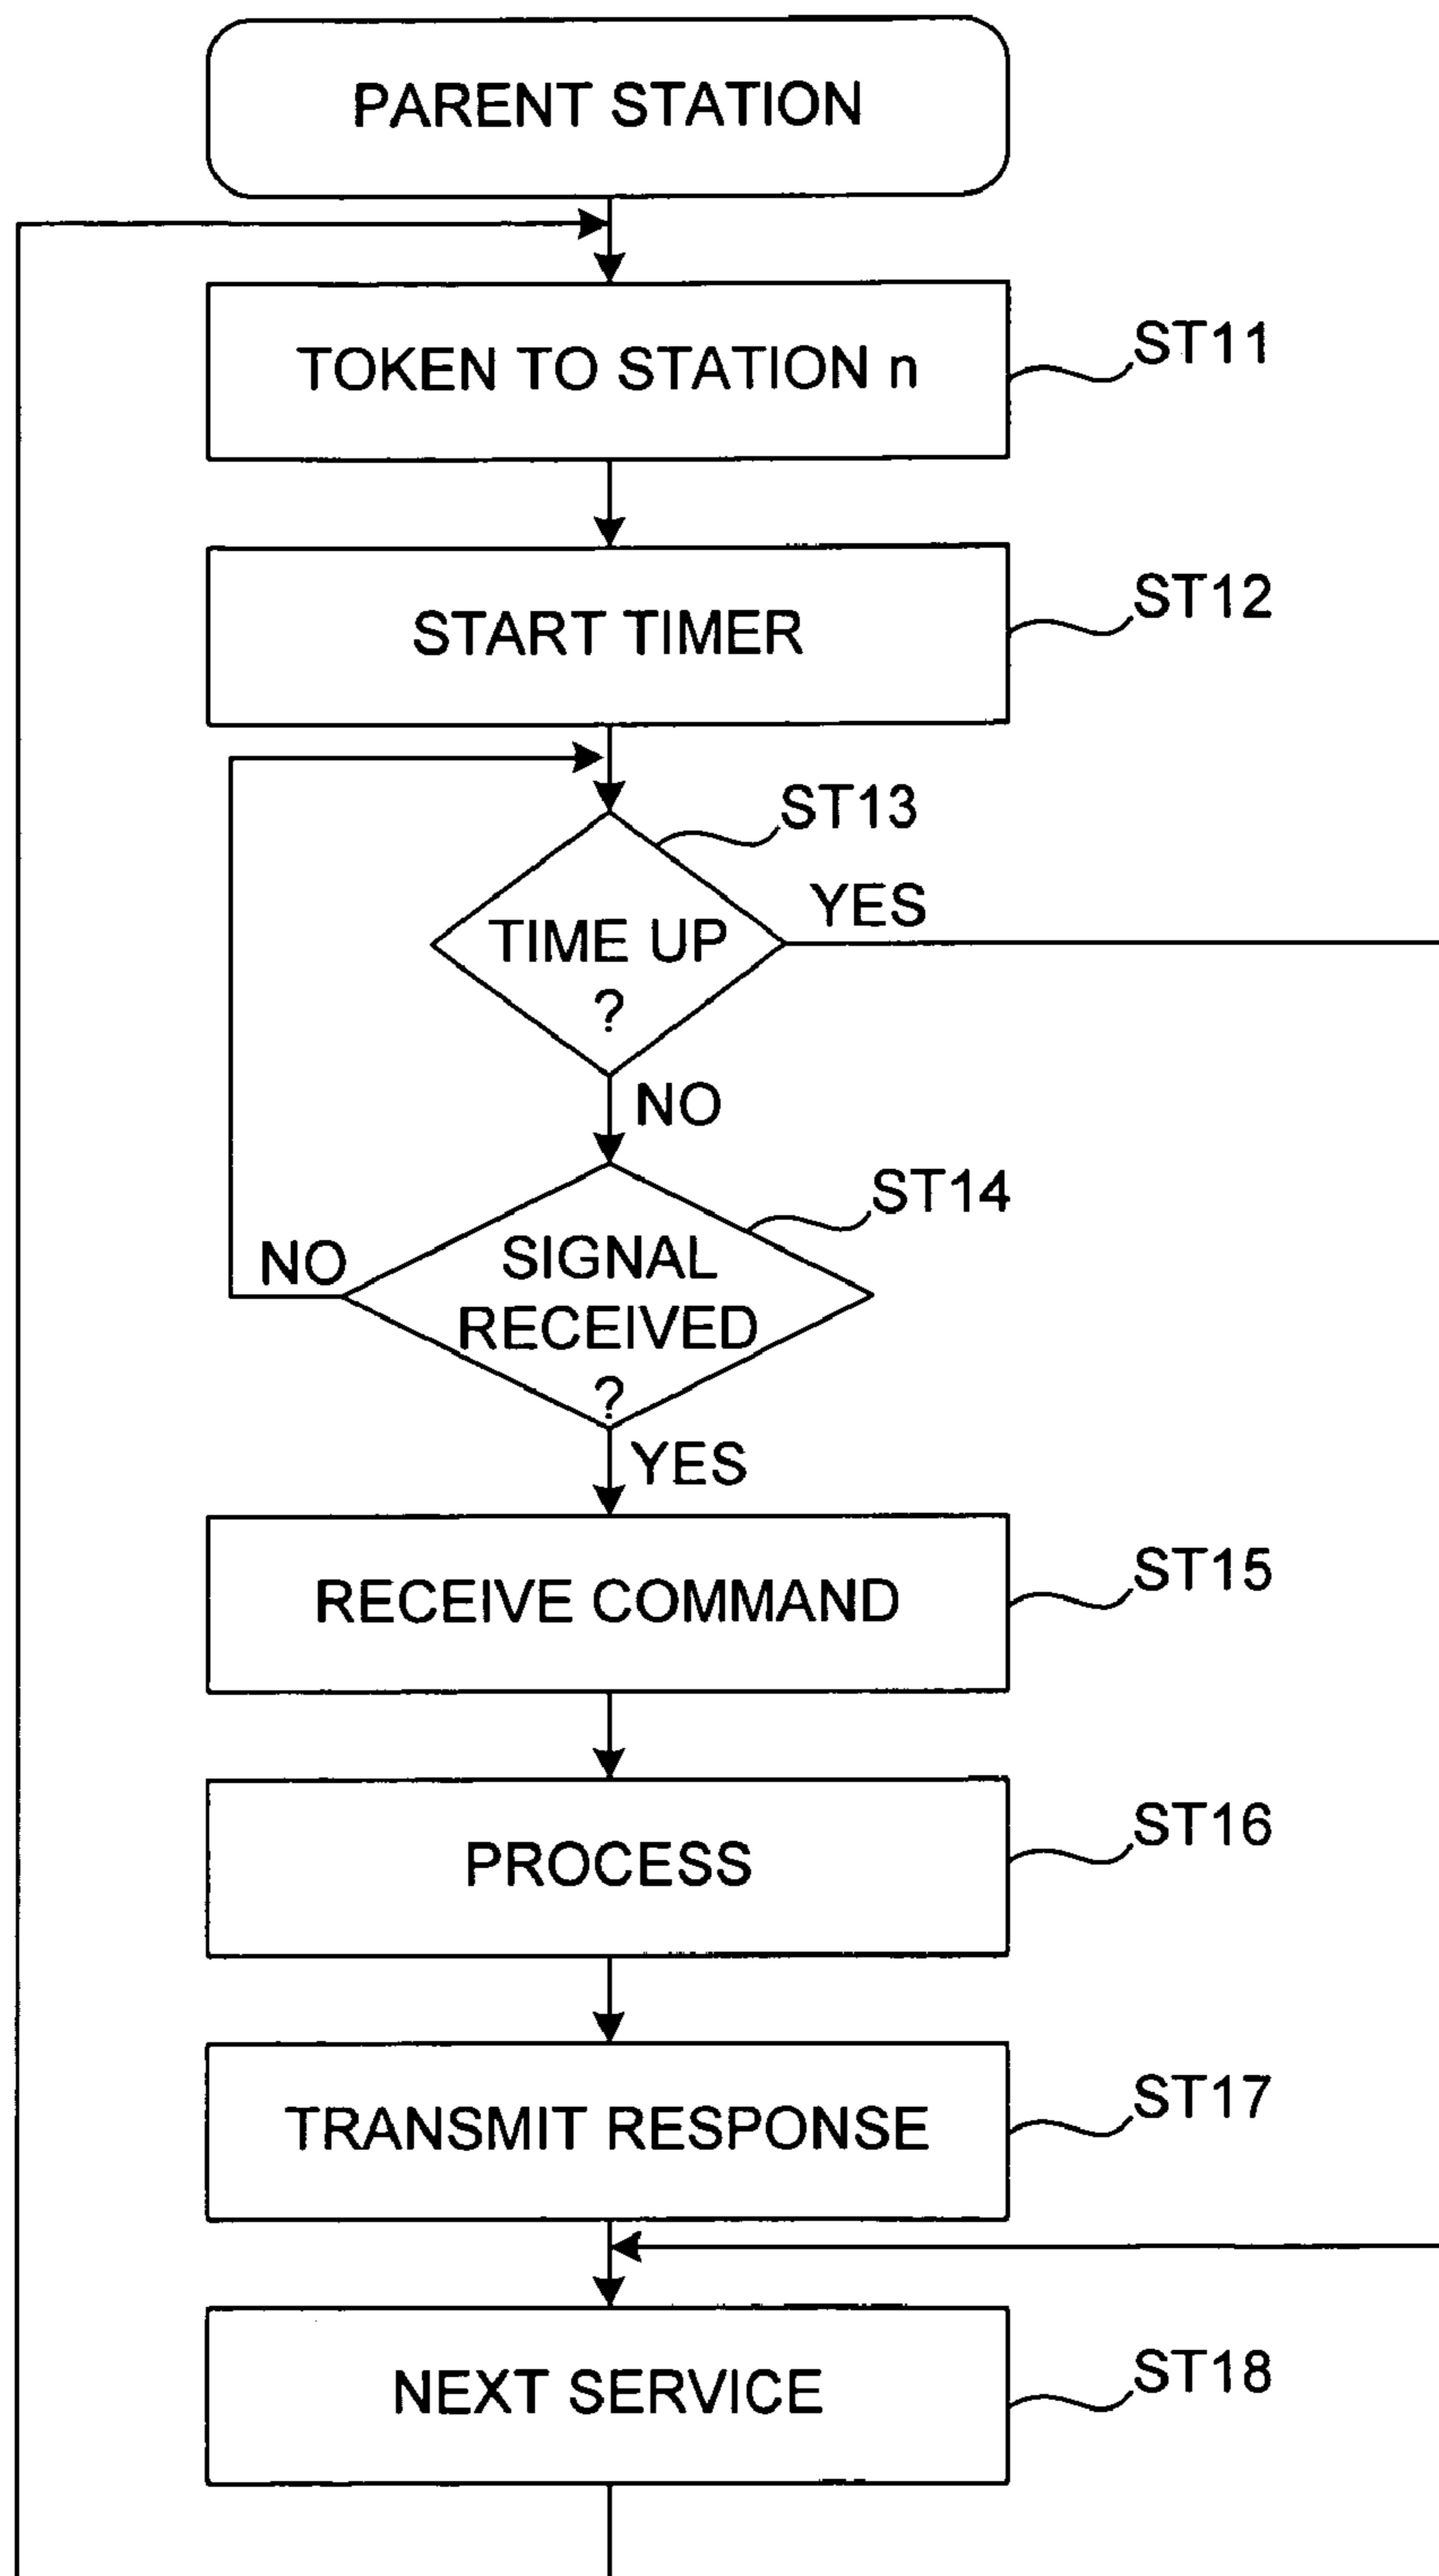 PARENT STATION
TOKEN TO STATION n
ST11
START TIMER
ST12
ST13
TIME UP
?
YES
NO
ST14
SIGNAL
RECEIVED
?
NO
YES
RECEIVE COMMAND
ST15
PROCESS
ST16
TRANSMIT RESPONSE
ST17
NEXT SERVICE
ST18